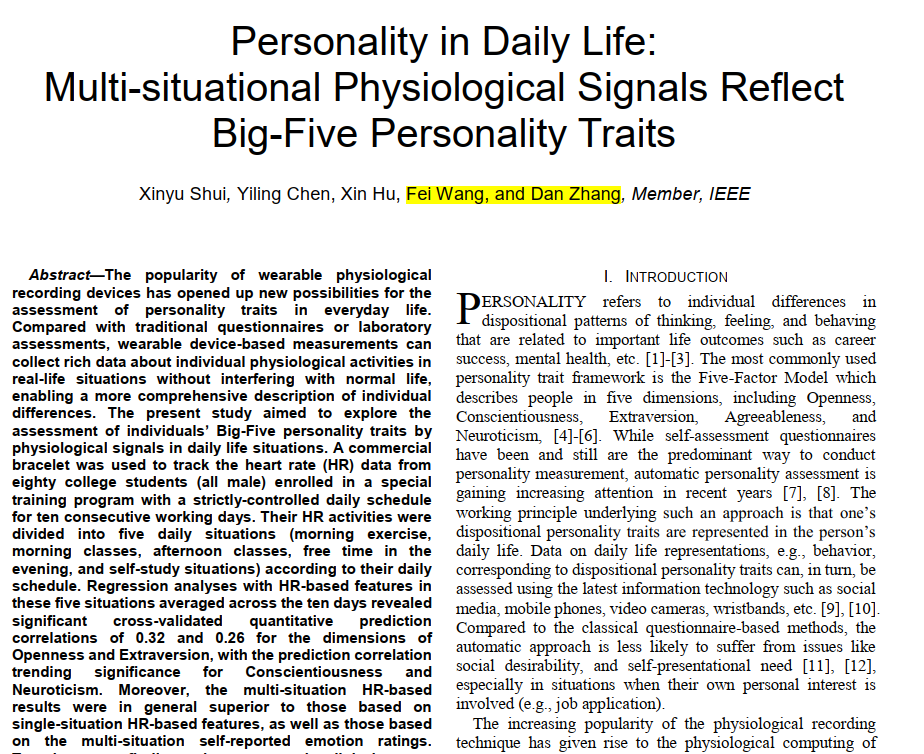 Personality in Daily Life:
Multi-situational Physiological Signals Reflect
Big-Five Personality Traits
Xinyu Shui, Yiling Chen, Xin Hu, Fei Wang, and Dan Zhang, Member, IEEE
Abstract—The popularity of wearable physiological
recording devices has opened up new possibilities for the
assessment of personality traits in everyday life.
Compared with traditional questionnaires or laboratory
assessments, wearable device-based measurements can
collect rich data about individual physiological activities in
real-life situations without interfering with normal life,
enabling a more comprehensive description of individual
differences. The present study aimed to explore the
assessment of individuals’ Big-Five personality traits by
physiological signals in daily life situations. A commercial
bracelet was used to track the heart rate (HR) data from
eighty college students (all male) enrolled in a special
training program with a strictly-controlled daily schedule
for ten consecutive working days. Their HR activities were
divided into five daily situations (morning exercise,
morning classes, afternoon classes, free time in the
evening, and self-study situations) according to their daily
schedule. Regression analyses with HR-based features in
these five situations averaged across the ten days revealed
significant cross-validated quantitative prediction
correlations of 0.32 and 0.26 for the dimensions of
Openness and Extraversion, with the prediction correlation
trending significance for Conscientiousness and
Neuroticism. Moreover, the multi-situation HR-based
results were in general superior to those based on
single-situation HR-based features, as well as those based
on the multi-situation self-reported emotion ratings.
I. INTRODUCTION
PERSONALITY refers to individual differences in
dispositional patterns of thinking, feeling, and behaving
that are related to important life outcomes such as career
success, mental health, etc. [1]-[3]. The most commonly used
personality trait framework is the Five-Factor Model which
describes people in five dimensions, including Openness,
Conscientiousness, Extraversion, Agreeableness, and
Neuroticism, [4]-[6]. While self-assessment questionnaires
have been and still are the predominant way to conduct
personality measurement, automatic personality assessment is
gaining increasing attention in recent years [7], [8]. The
working principle underlying such an approach is that one’s
dispositional personality traits are represented in the person’s
daily life. Data on daily life representations, e.g., behavior,
corresponding to dispositional personality traits can, in turn, be
assessed using the latest information technology such as social
media, mobile phones, video cameras, wristbands, etc. [9], [10].
Compared to the classical questionnaire-based methods, the
automatic approach is less likely to suffer from issues like
social desirability, and self-presentational need [11], [12],
especially in situations when their own personal interest is
involved (e.g., job application).
The increasing popularity of the physiological recording
technique has given rise to the physiological computing of